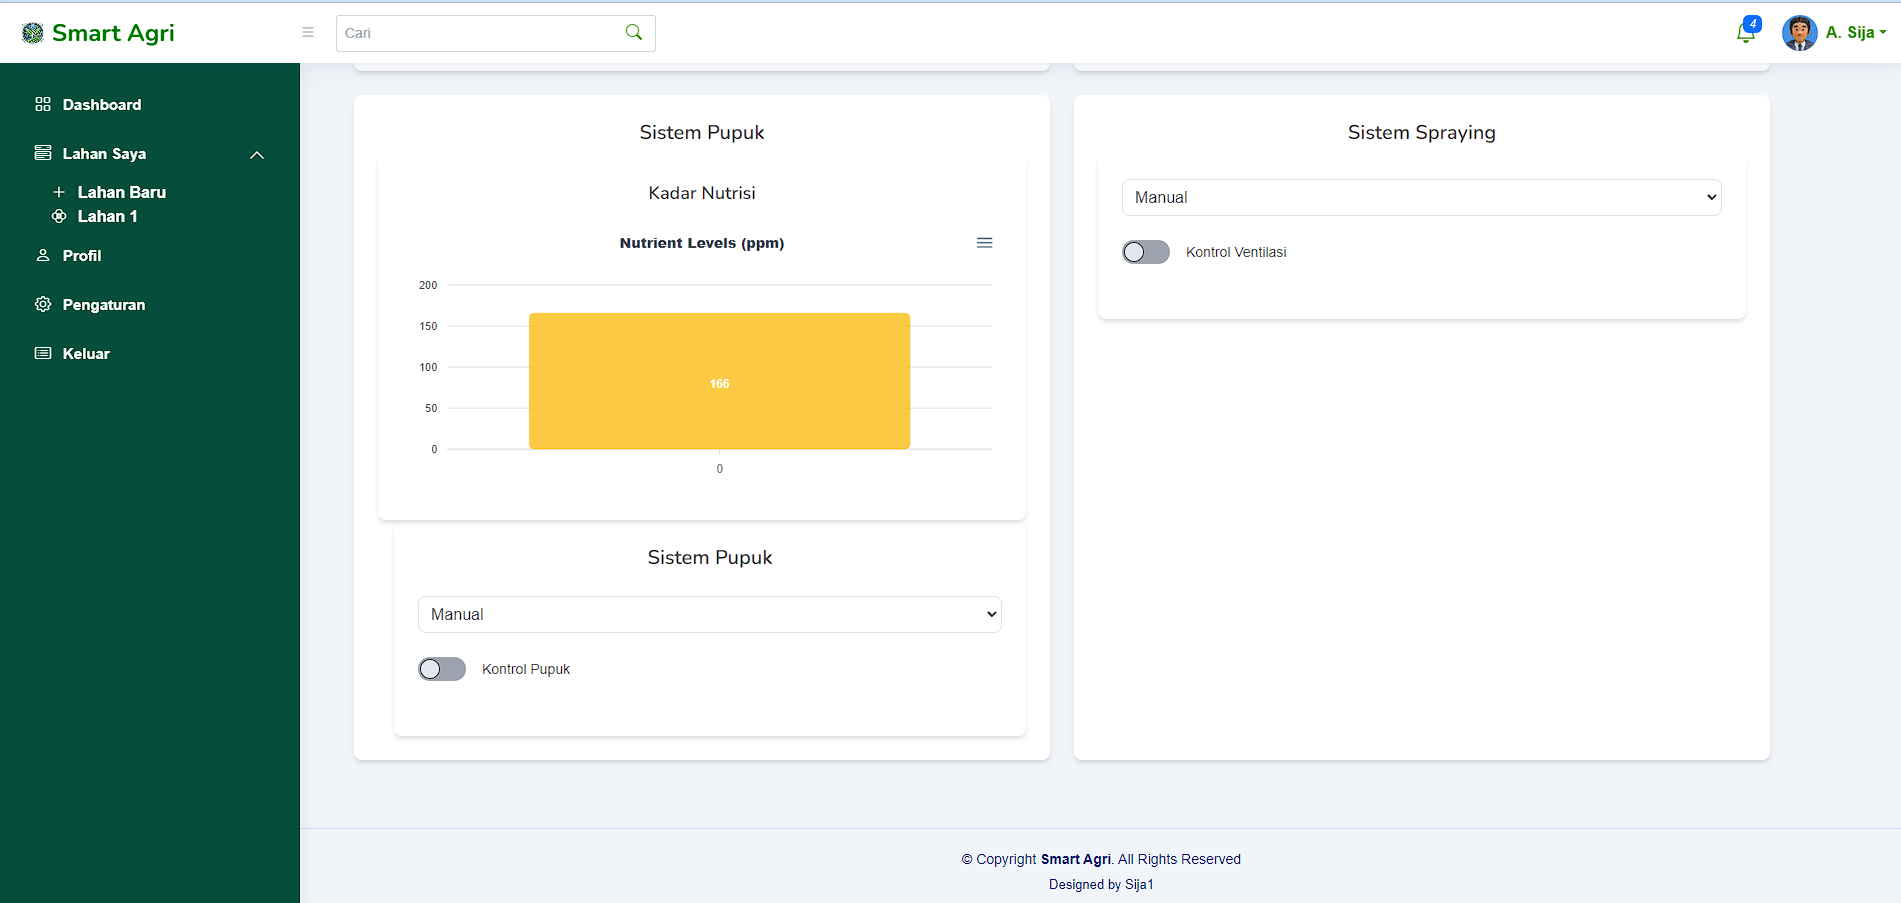 Smart Agri
Cari
4
A. Sija
Dashboard
Lahan Saya
Lahan Baru
Lahan 1
Profil
Pengaturan
Keluar
Sistem Pupuk
Kadar Nutrisi
Nutrient Levels (ppm)
200
150
100
50
0
166
0
Sistem Pupuk
Manual
Kontrol Pupuk
Sistem Spraying
Manual
Kontrol Ventilasi
© Copyright Smart Agri. All Rights Reserved
Designed by Sija1